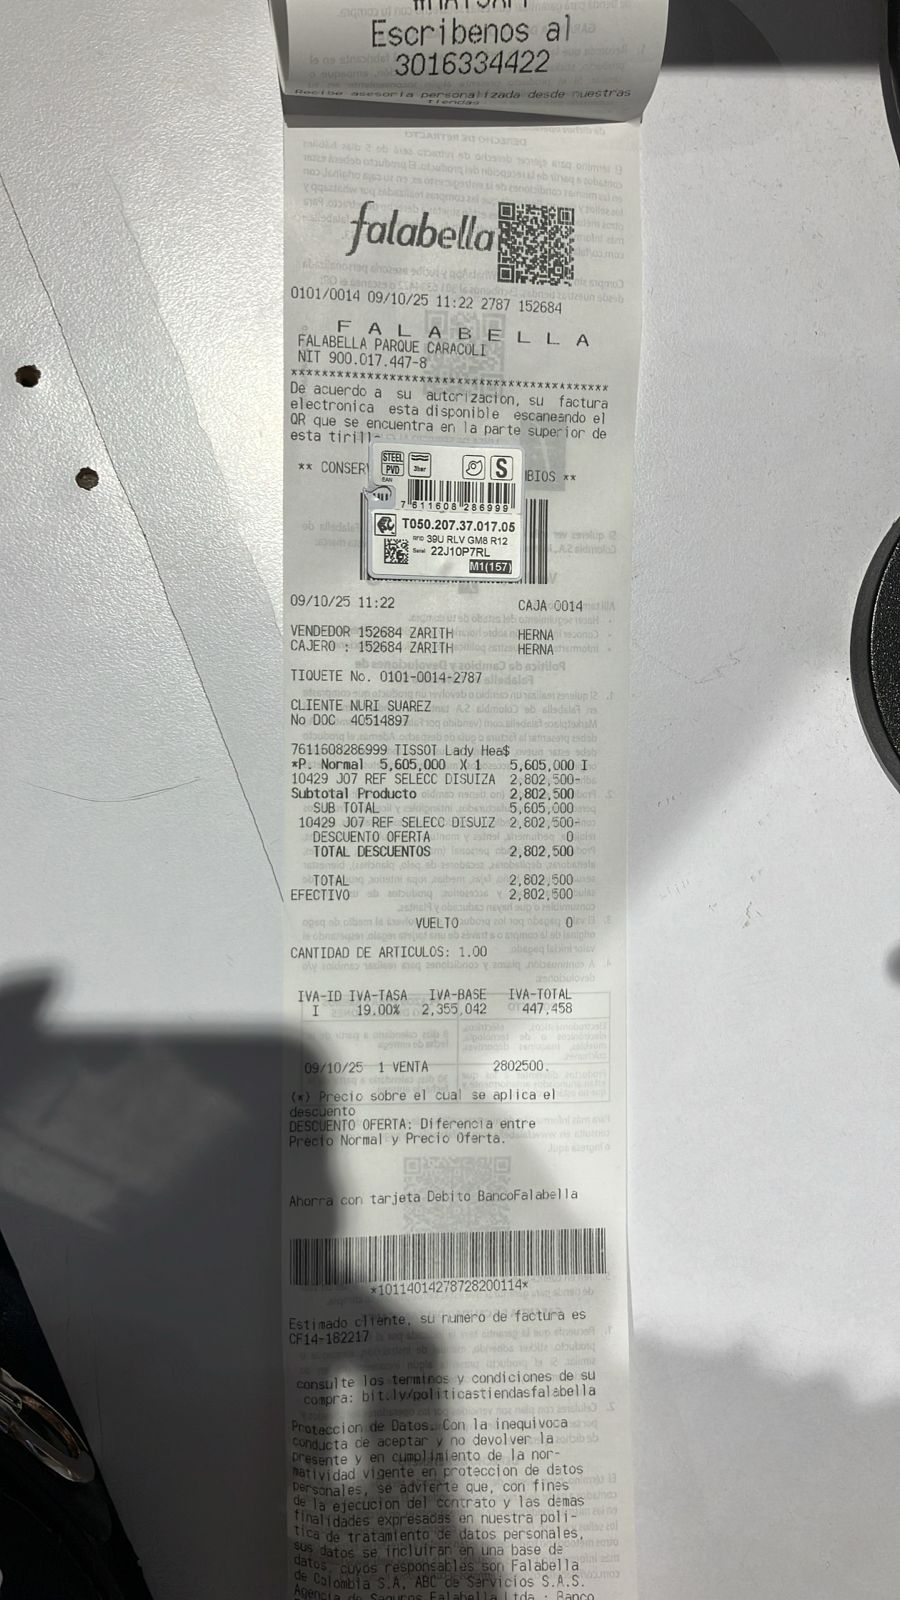 Escribenos al
3016334422
Recibe asesoria personalizada desde nuestras
tiendas
falabella
0101/0014 09/10/25 11:22 2787 152684
F A L A B E L L A
FALABELLA PARQUE CARACOLI
NIT 900.017.447-8
*********************************************
De acuerdo a su autorizacion, su factura
electronica esta disponible escaneando el
QR que se encuentra en la parte superior de
esta
** BIOS **
STEEL
PVD
3bar
S
EAN
7 611608 286999
T050.207.37.017.05
RFID 39U RLV GM8 R12
Serial 22J10P7RL
M1(157)
09/10/25 11:22 CAJA 0014
VENDEDOR 152684 ZARITH HERNA
CAJERO : 152684 ZARITH HERNA
TIQUETE No. 0101-0014-2787
CLIENTE NURI SUAREZ
No DOC 40514897
7611608286999 TISSOT Lady Hea$
*P. Normal 5,605,000 X 1 5,605,000 I
10429 J07 REF SELECC DISUIZA 2,802,500-
Subtotal Producto 2,802,500
SUB TOTAL 5,605,000
10429 J07 REF SELECC DISUIZ 2,802,500-
DESCUENTO OFERTA 0
TOTAL DESCUENTOS 2,802,500
TOTAL 2,802,500
EFECTIVO 2,802,500
VUELTO 0
CANTIDAD DE ARTICULOS: 1.00
IVA-ID IVA-TASA IVA-BASE IVA-TOTAL
I 19.00% 2,355,042 447,458
09/10/25 1 VENTA 2802500.
(*) Precio sobre el cual se aplica el
descuento
DESCUENTO OFERTA: Diferencia entre
Precio Normal y Precio Oferta.
Ahorra con tarjeta Debito BancoFalabella
*10114014278728200114*
Estimado cliente, su numero de factura es
CF14-182217
consulte los terminos y condiciones de su
compra: bit.ly/politicastiendasfalabella
Proteccion de Datos. Con la inequivoca
conducta de aceptar y no devolver la
presente y en cumplimiento de la nor-
matividad vigente en proteccion de datos
personales, se advierte que, con fines
de la ejecucion del contrato y las demas
finalidades expresadas en nuestra poli-
tica de tratamiento de datos personales,
sus datos se incluiran en una base de
datos, cuyos responsables son Falabella
de Colombia S.A, ABC de Servicios S.A.S.
Agencia de Seguros Falabella Ltda ; Banco